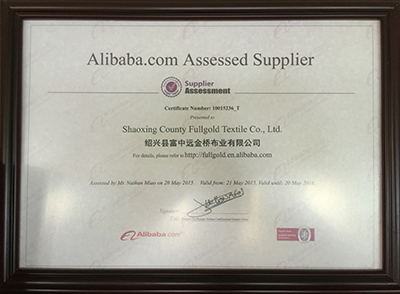 Alibaba.com Assessed Supplier
Supplier
Assessment
Certificate Number: 10015236_T
Presented to
Shaoxing County Fullgold Textile Co., Ltd.
绍兴县富中远金桥布业有限公司
For details, please refer to http://fullgold.en.alibaba.com
Assessed by Mr. Nathan Miao on 20 May 2015 Valid from: 21 May 2015, Valid until: 20 May 2016
Signature:
Alibaba.com